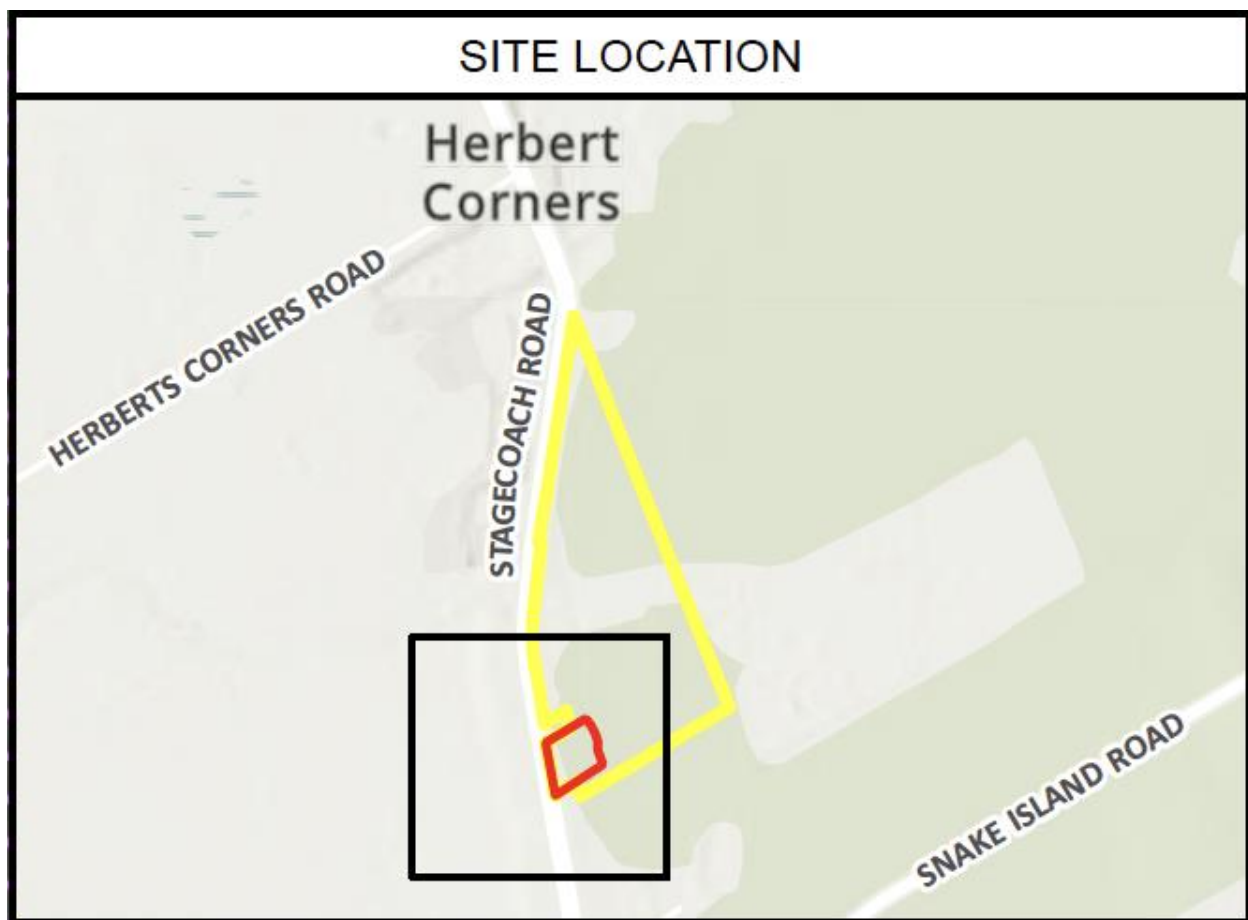 SITE LOCATION
Herbert
Corners
HERBERTS CORNERS ROAD
STAGECOACH ROAD
SNAKE ISLAND ROAD